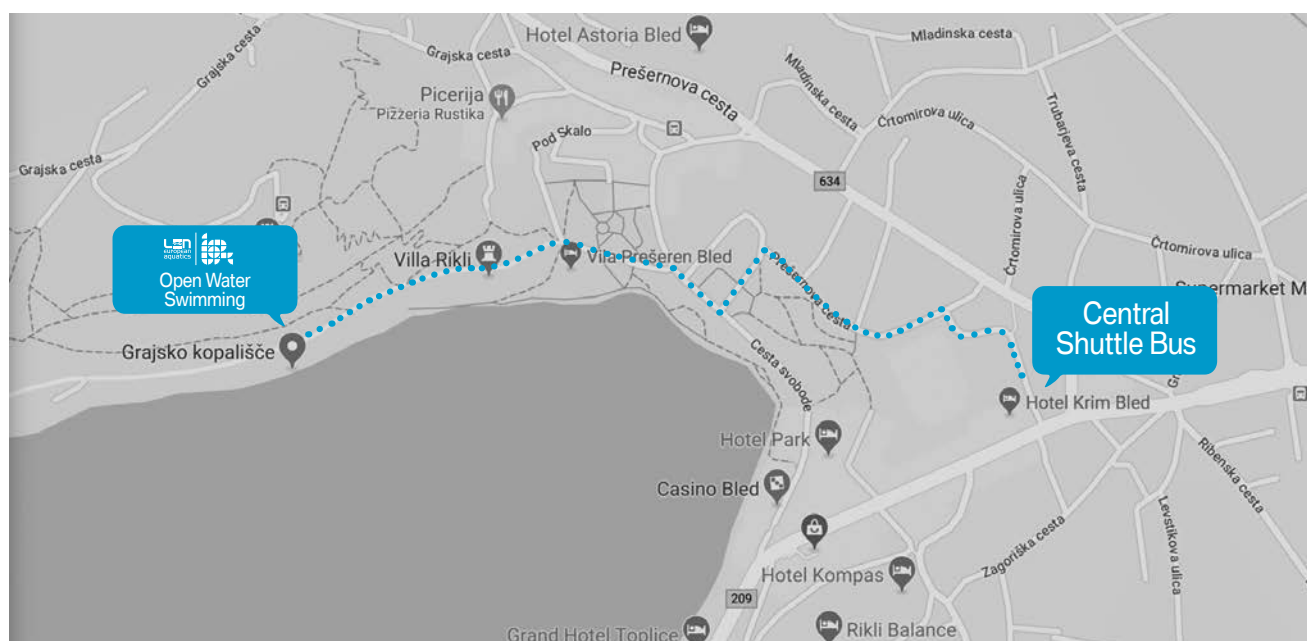 Grajska cesta
Grajska cesta
Hotel Astoria Bled
Mladinska cesta
Prešernova cesta
Mladinska cesta
Picerija
Pizzeria Rustika
Pod Skalo
Črtomirova ulica
Trubarjeva cesta
Grajska cesta
634
Črtomirova ulica
Črtomirova ulica
LEN
european
aquatics
Open Water
Swimming
Villa Rikli
Vila Prešeren Bled
Prešernova cesta
Supermarket M
Central
Shuttle Bus
Grajsko kopališče
Cesta svobode
Hotel Krim Bled
Hotel Park
Ribenska cesta
Casino Bled
Levstikova ulica
Zagoriška cesta
Hotel Kompas
209
Grand Hotel Toplice
Rikli Balance